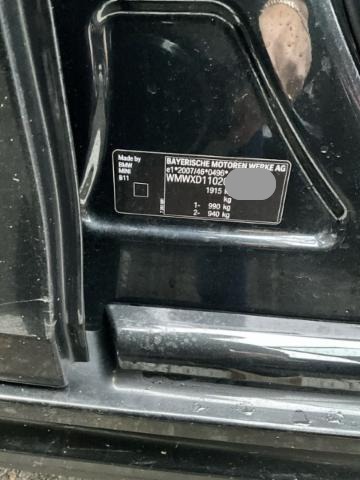 Made by
BMW
MINI
B11
BAYERISCHE MOTOREN WERKE AG
e1*2007/46*0496*
WMWXD1102
1915
kg
1- 990 kg
2- 940 kg